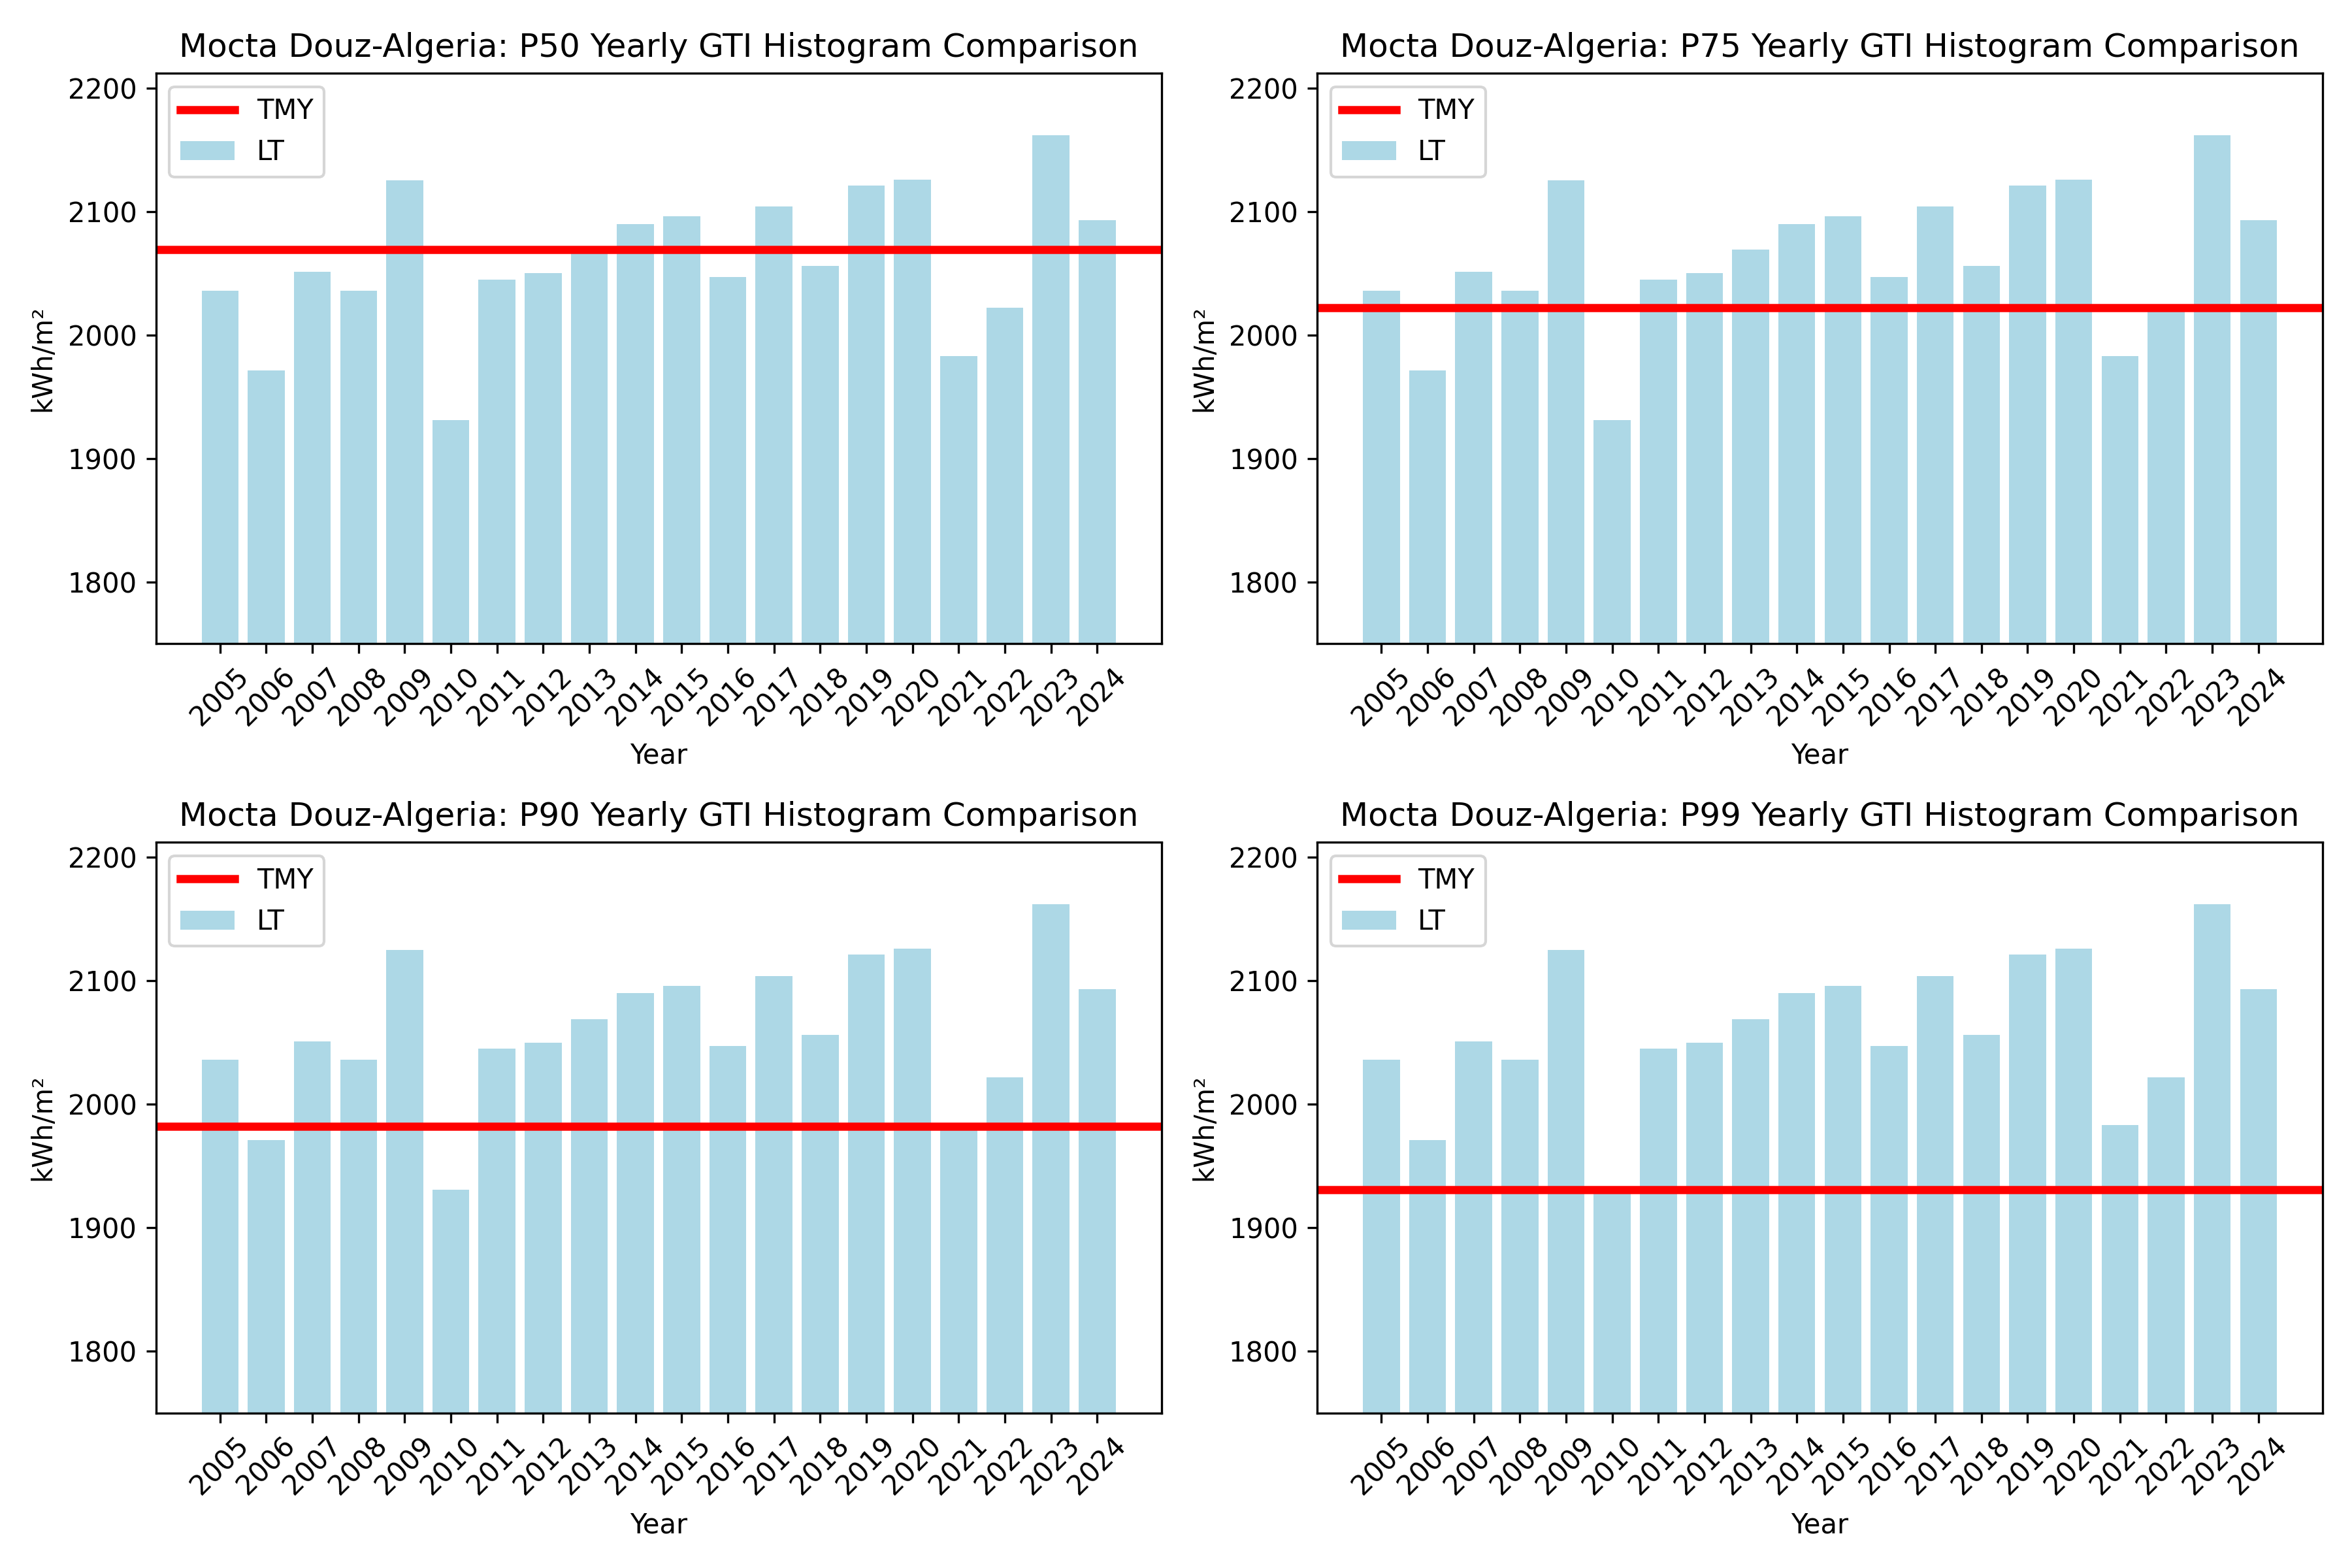 Mocta Douz-Algeria: P50 Yearly GTI Histogram Comparison
TMY
LT
kWh/m²
2200
2100
2000
1900
1800
2005 2006 2007 2008 2009 2010 2011 2012 2013 2014 2015 2016 2017 2018 2019 2020 2021 2022 2023 2024
Year
Mocta Douz-Algeria: P75 Yearly GTI Histogram Comparison
TMY
LT
kWh/m²
2200
2100
2000
1900
1800
2005 2006 2007 2008 2009 2010 2011 2012 2013 2014 2015 2016 2017 2018 2019 2020 2021 2022 2023 2024
Year
Mocta Douz-Algeria: P90 Yearly GTI Histogram Comparison
TMY
LT
kWh/m²
2200
2100
2000
1900
1800
2005 2006 2007 2008 2009 2010 2011 2012 2013 2014 2015 2016 2017 2018 2019 2020 2021 2022 2023 2024
Year
Mocta Douz-Algeria: P99 Yearly GTI Histogram Comparison
TMY
LT
kWh/m²
2200
2100
2000
1900
1800
2005 2006 2007 2008 2009 2010 2011 2012 2013 2014 2015 2016 2017 2018 2019 2020 2021 2022 2023 2024
Year